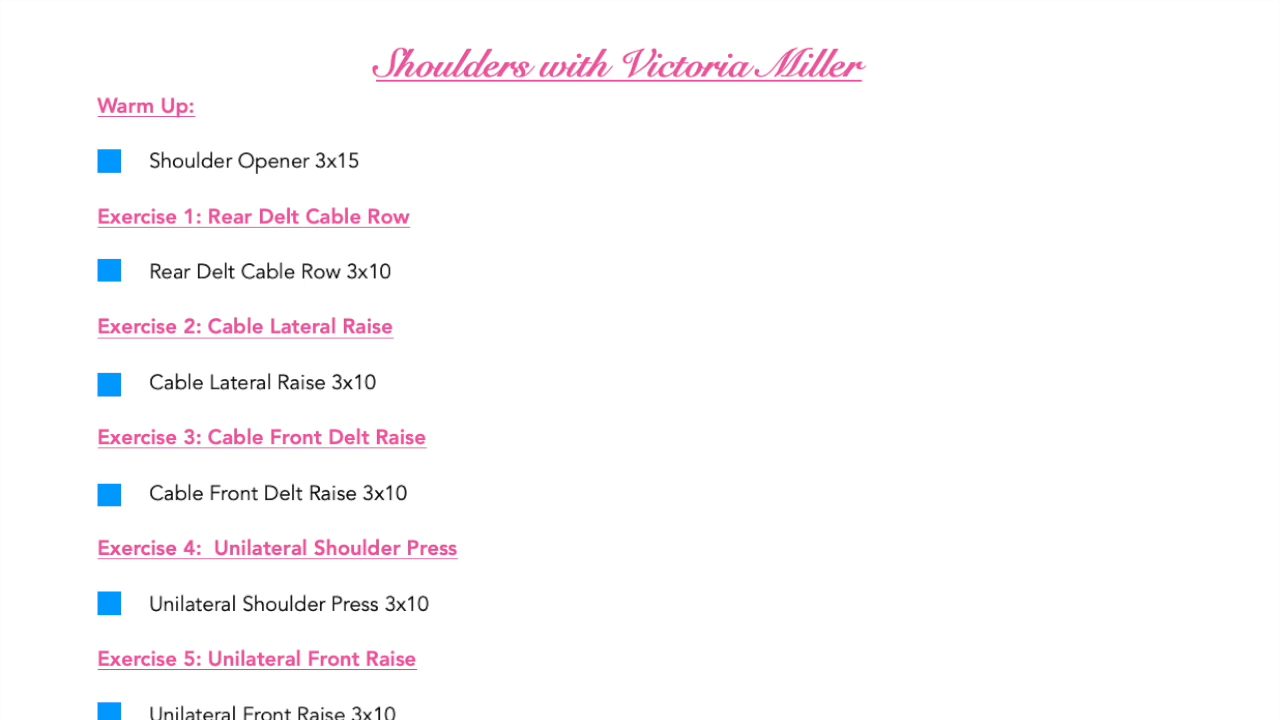 Shoulders with Victoria Miller
Warm Up:
Shoulder Opener 3x15
Exercise 1: Rear Delt Cable Row
Rear Delt Cable Row 3x10
Exercise 2: Cable Lateral Raise
Cable Lateral Raise 3x10
Exercise 3: Cable Front Delt Raise
Cable Front Delt Raise 3x10
Exercise 4:  Unilateral Shoulder Press
Unilateral Shoulder Press 3x10
Exercise 5: Unilateral Front Raise
Unilateral Front Raise 3x10